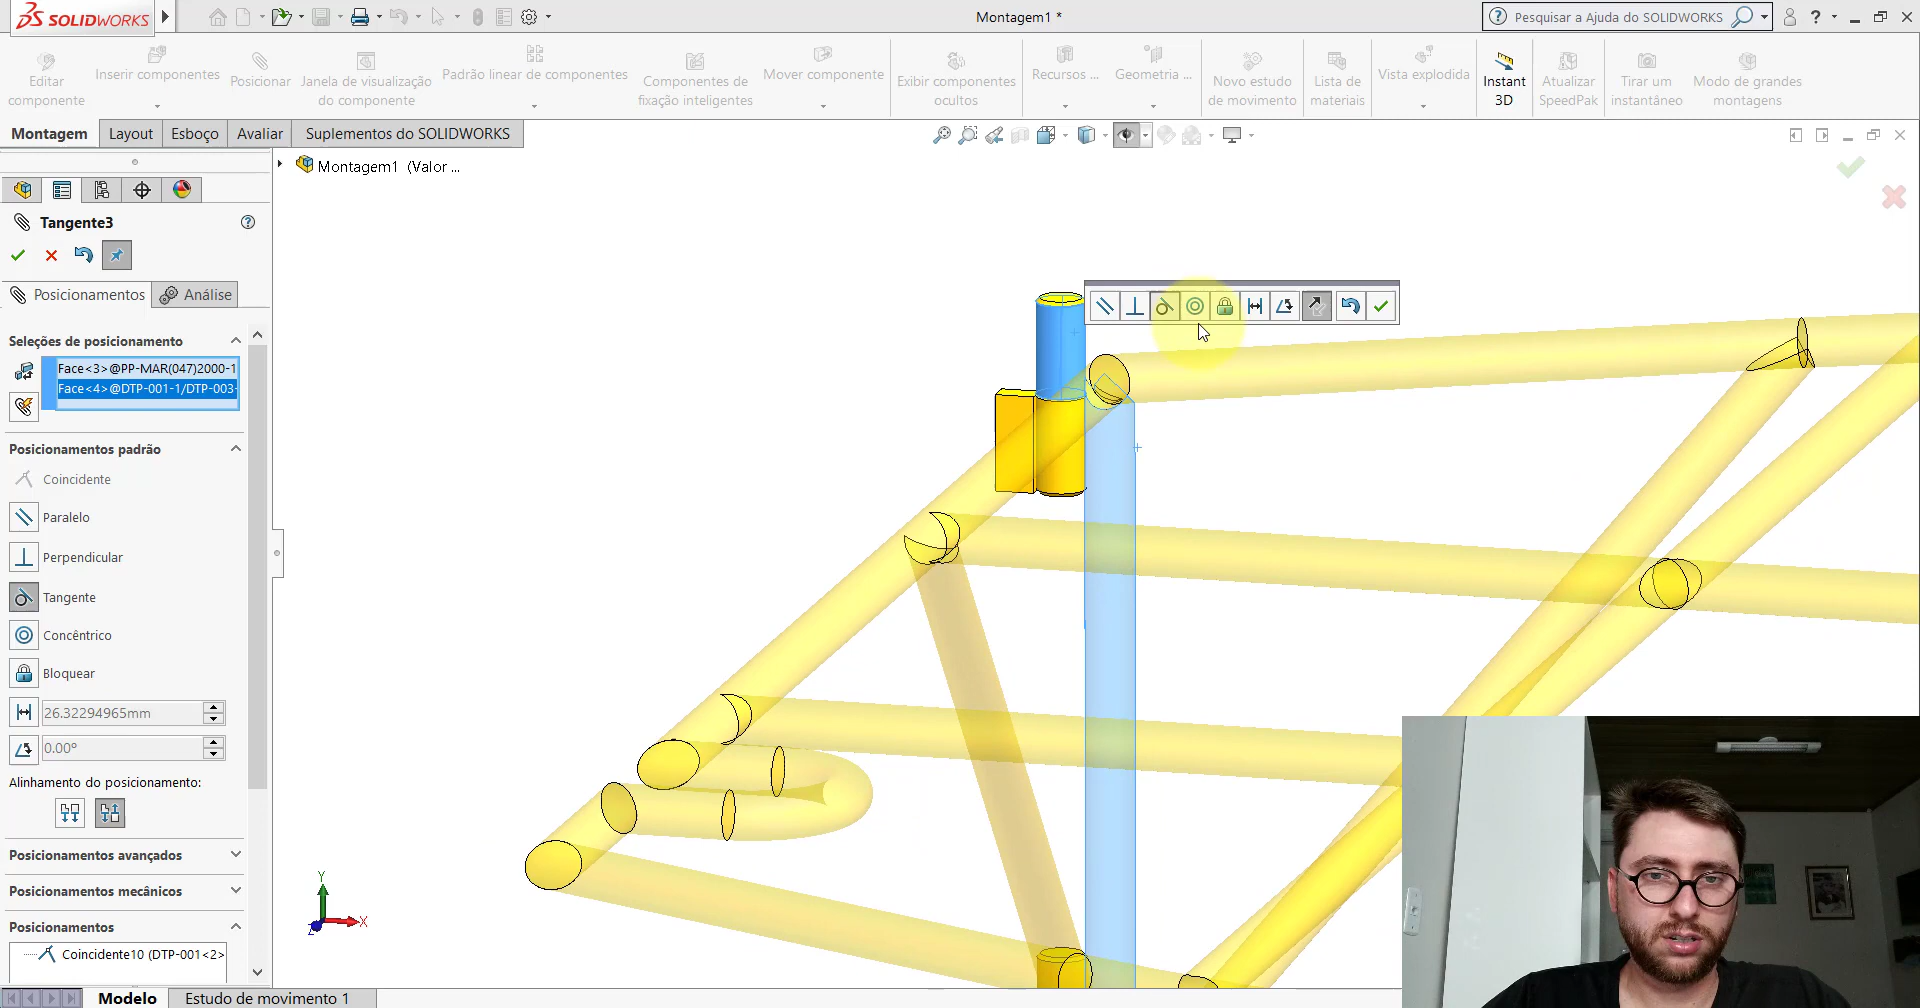 SOLIDWORKS
Montagem1 *
Pesquisar a Ajuda do SOLIDWORKS
Editar componente
Inserir componentes
Posicionar
Janela de visualização do componente
Padrão linear de componentes
Componentes de fixação inteligentes
Mover componente
Exibir componentes ocultos
Recursos ...
Geometria ...
Novo estudo de movimento
Lista de materiais
Vista explodida
Instant 3D
Atualizar SpeedPak
Tirar um instantâneo
Modo de grandes montagens
Montagem
Layout
Esboço
Avaliar
Suplementos do SOLIDWORKS
Montagem1 (Valor ...
Tangente3
Posicionamentos
Análise
Seleções de posicionamento
Face<3>@PP-MAR(047)2000-1
Face<4>@DTP-001-1/DTP-003-
Posicionamentos padrão
Coincidente
Paralelo
Perpendicular
Tangente
Concêntrico
Bloquear
26.32294965mm
0.00°
Alinhamento do posicionamento:
Posicionamentos avançados
Posicionamentos mecânicos
Posicionamentos
Coincidente10 (DTP-001<2>
Y
X
Z
Modelo
Estudo de movimento 1